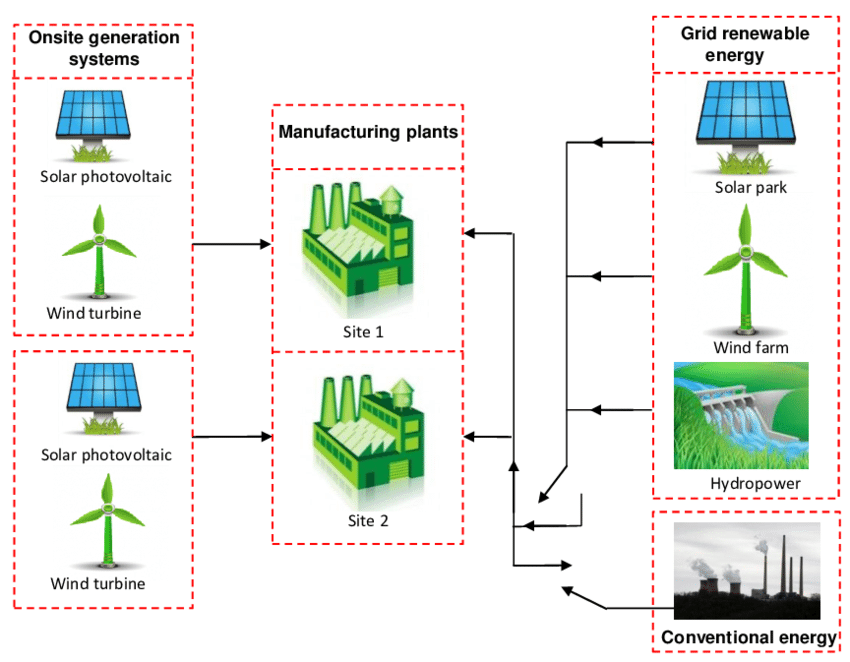 Onsite generation
systems
Solar photovoltaic
Wind turbine
Solar photovoltaic
Wind turbine
Manufacturing plants
Site 1
Site 2
Grid renewable
energy
Solar park
Wind farm
Hydropower
Conventional energy